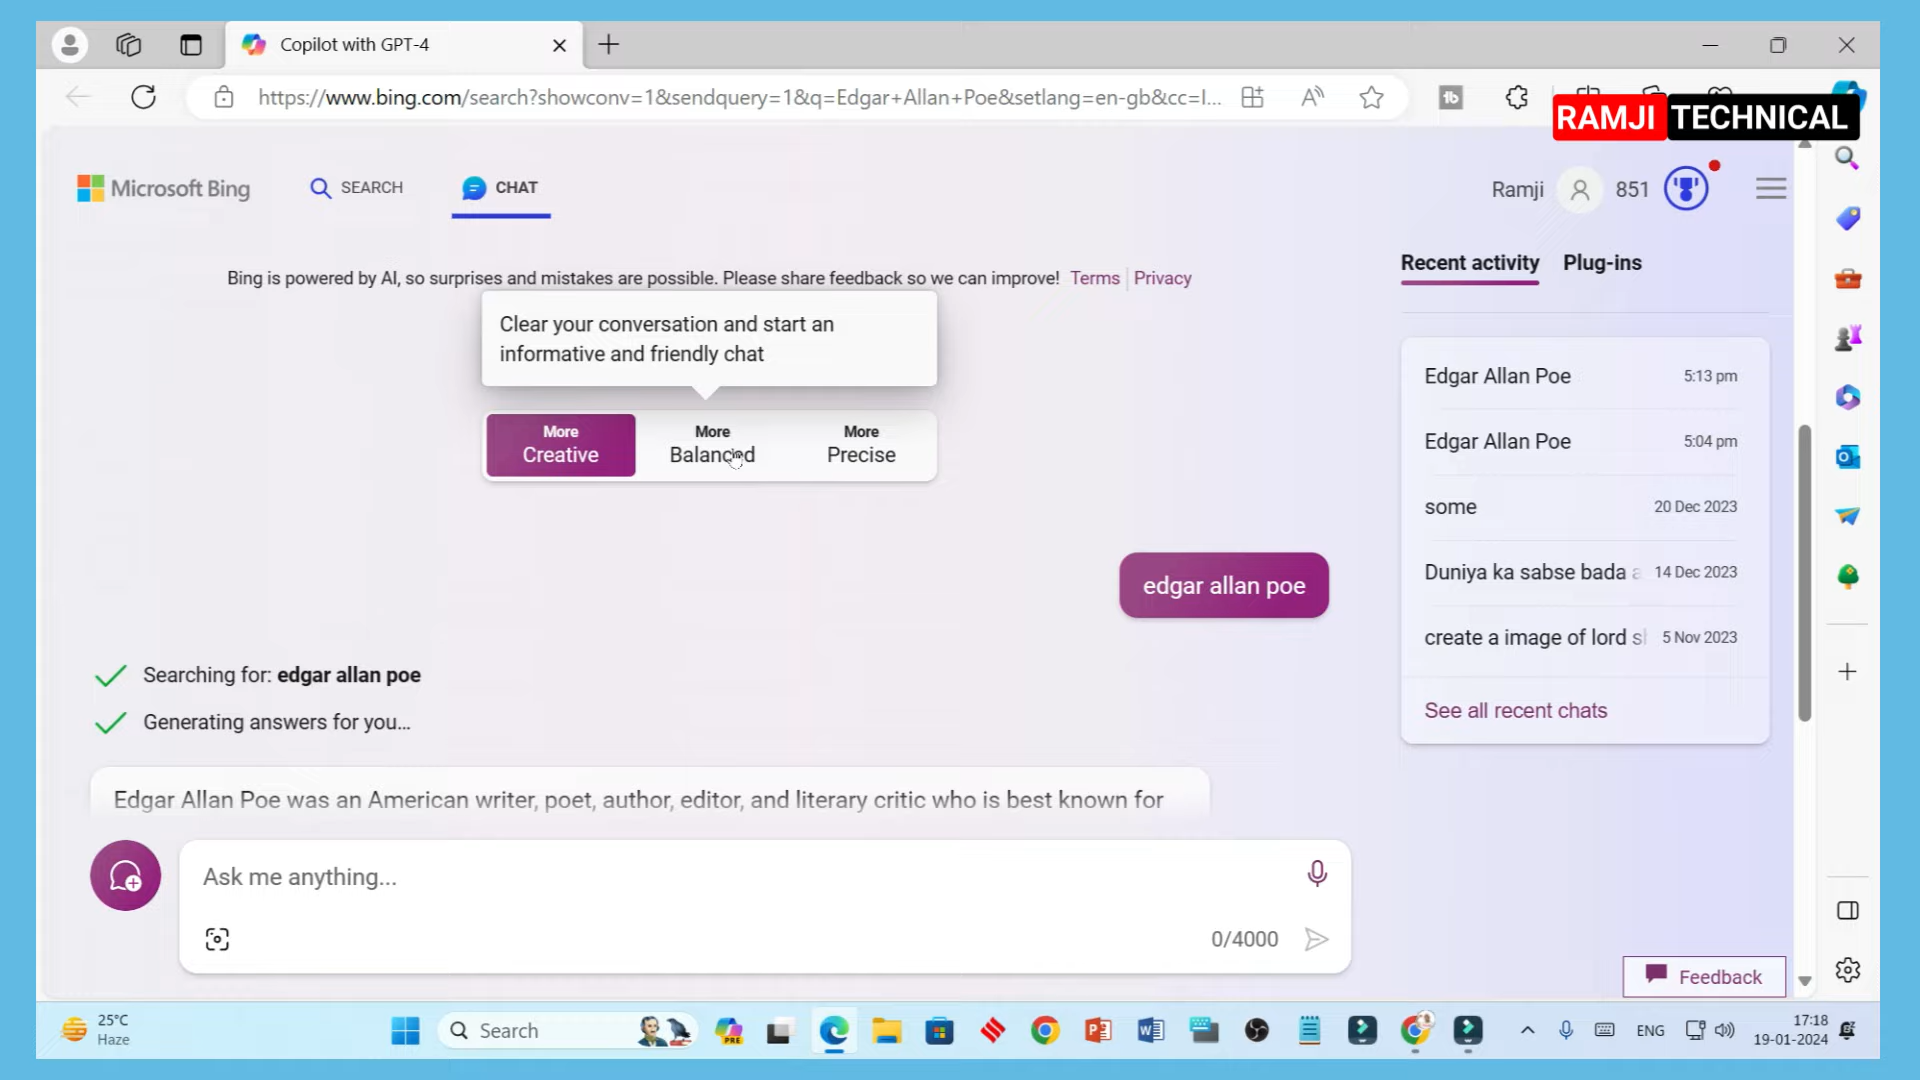 Copilot with GPT-4
https://www.bing.com/search?showconv=1&sendquery=1&q=Edgar+Allan+Poe&setlang=en-gb&cc=I...
RAMJI TECHNICAL
Microsoft Bing
SEARCH
CHAT
Ramji
851
Bing is powered by AI, so surprises and mistakes are possible. Please share feedback so we can improve! Terms Privacy
Clear your conversation and start an
informative and friendly chat
More
Creative
More
Balanced
More
Precise
edgar allan poe
Searching for: edgar allan poe
Generating answers for you...
Edgar Allan Poe was an American writer, poet, author, editor, and literary critic who is best known for
Ask me anything...
0/4000
Recent activity
Plug-ins
Edgar Allan Poe 5:13 pm
Edgar Allan Poe 5:04 pm
some 20 Dec 2023
Duniya ka sabse bada a 14 Dec 2023
create a image of lord s 5 Nov 2023
See all recent chats
Feedback
25°C
Haze
Search
PRE
ENG
17:18
19-01-2024